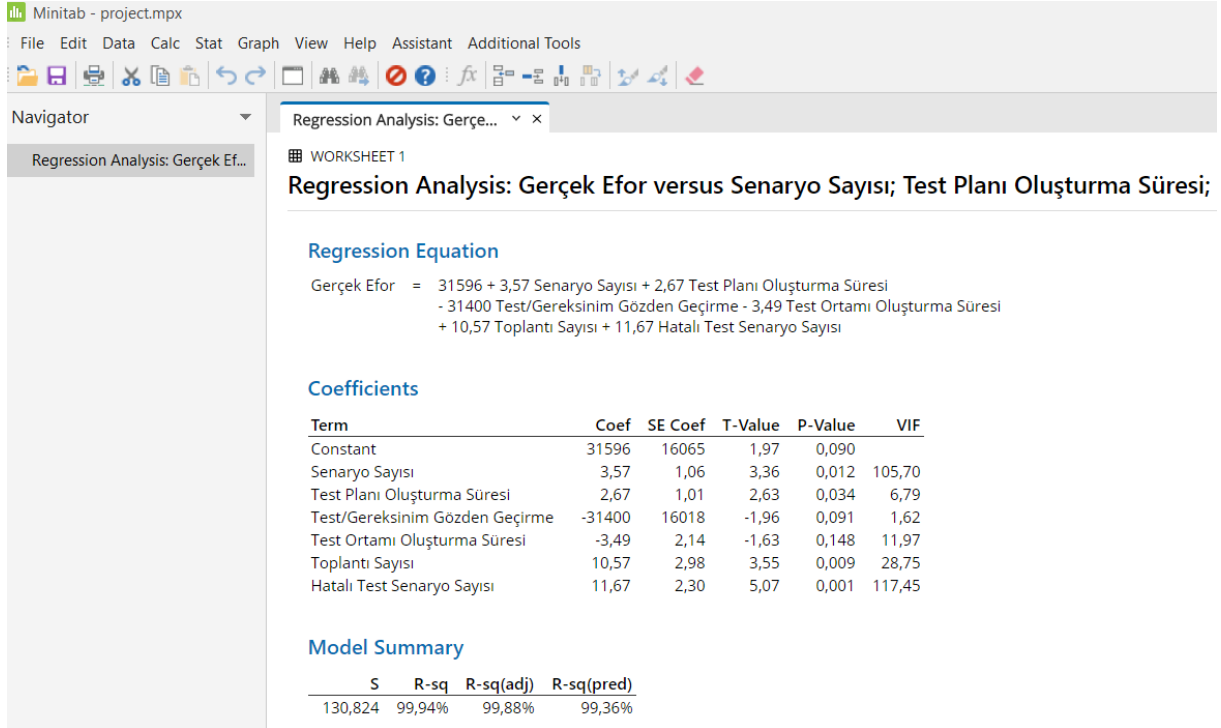 Minitab - project.mpx
File Edit Data Calc Stat Graph View Help Assistant Additional Tools
Navigator
Regression Analysis: Gerçe...
Regression Analysis: Gerçek Ef...
WORKSHEET 1
Regression Analysis: Gerçek Efor versus Senaryo Sayısı; Test Planı Oluşturma Süresi;
Regression Equation
Gerçek Efor = 31596 + 3,57 Senaryo Sayısı + 2,67 Test Planı Oluşturma Süresi
- 31400 Test/Gereksinim Gözden Geçirme - 3,49 Test Ortamı Oluşturma Süresi
+ 10,57 Toplantı Sayısı + 11,67 Hatalı Test Senaryo Sayısı
Coefficients
Term Coef SE Coef T-Value P-Value VIF
Constant 31596 16065 1,97 0,090
Senaryo Sayısı 3,57 1,06 3,36 0,012 105,70
Test Planı Oluşturma Süresi 2,67 1,01 2,63 0,034 6,79
Test/Gereksinim Gözden Geçirme -31400 16018 -1,96 0,091 1,62
Test Ortamı Oluşturma Süresi -3,49 2,14 -1,63 0,148 11,97
Toplantı Sayısı 10,57 2,98 3,55 0,009 28,75
Hatalı Test Senaryo Sayısı 11,67 2,30 5,07 0,001 117,45
Model Summary
S R-sq R-sq(adj) R-sq(pred)
130,824 99,94% 99,88% 99,36%